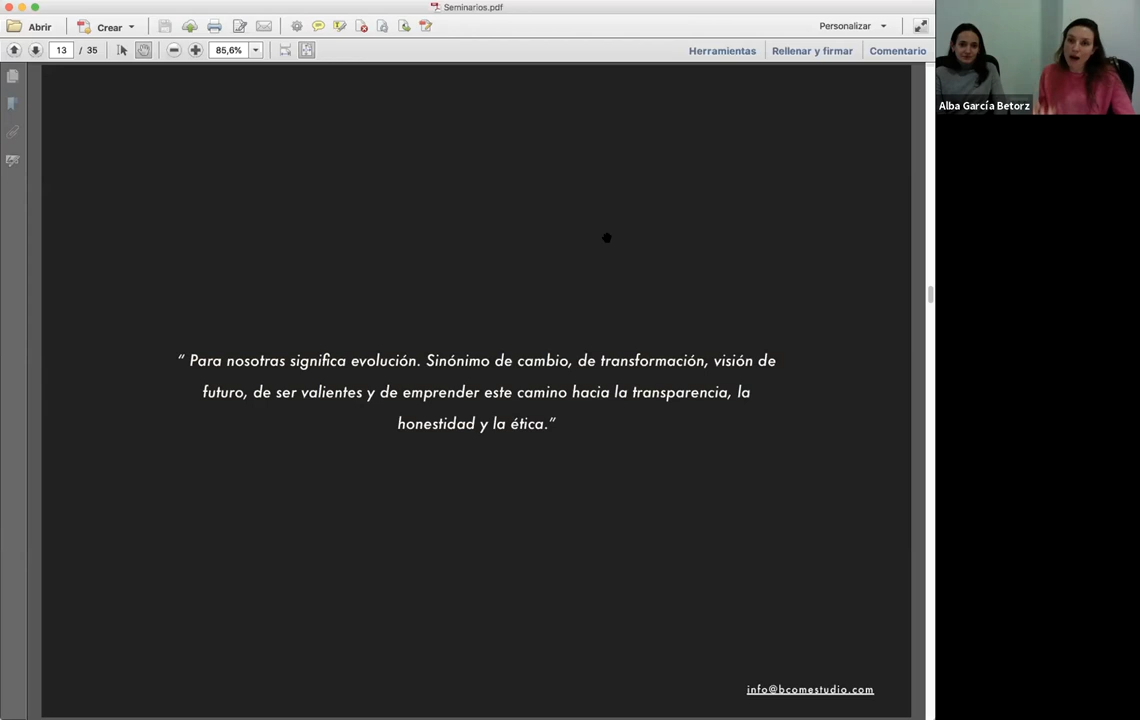 Seminarios.pdf
Abrir
Crear
Personalizar
13 / 35
85,6%
Herramientas
Rellenar y firmar
Comentario
Alba García Betorz
“ Para nosotras significa evolución. Sinónimo de cambio, de transformación, visión de
futuro, de ser valientes y de emprender este camino hacia la transparencia, la
honestidad y la ética.”
info@bcomestudio.com